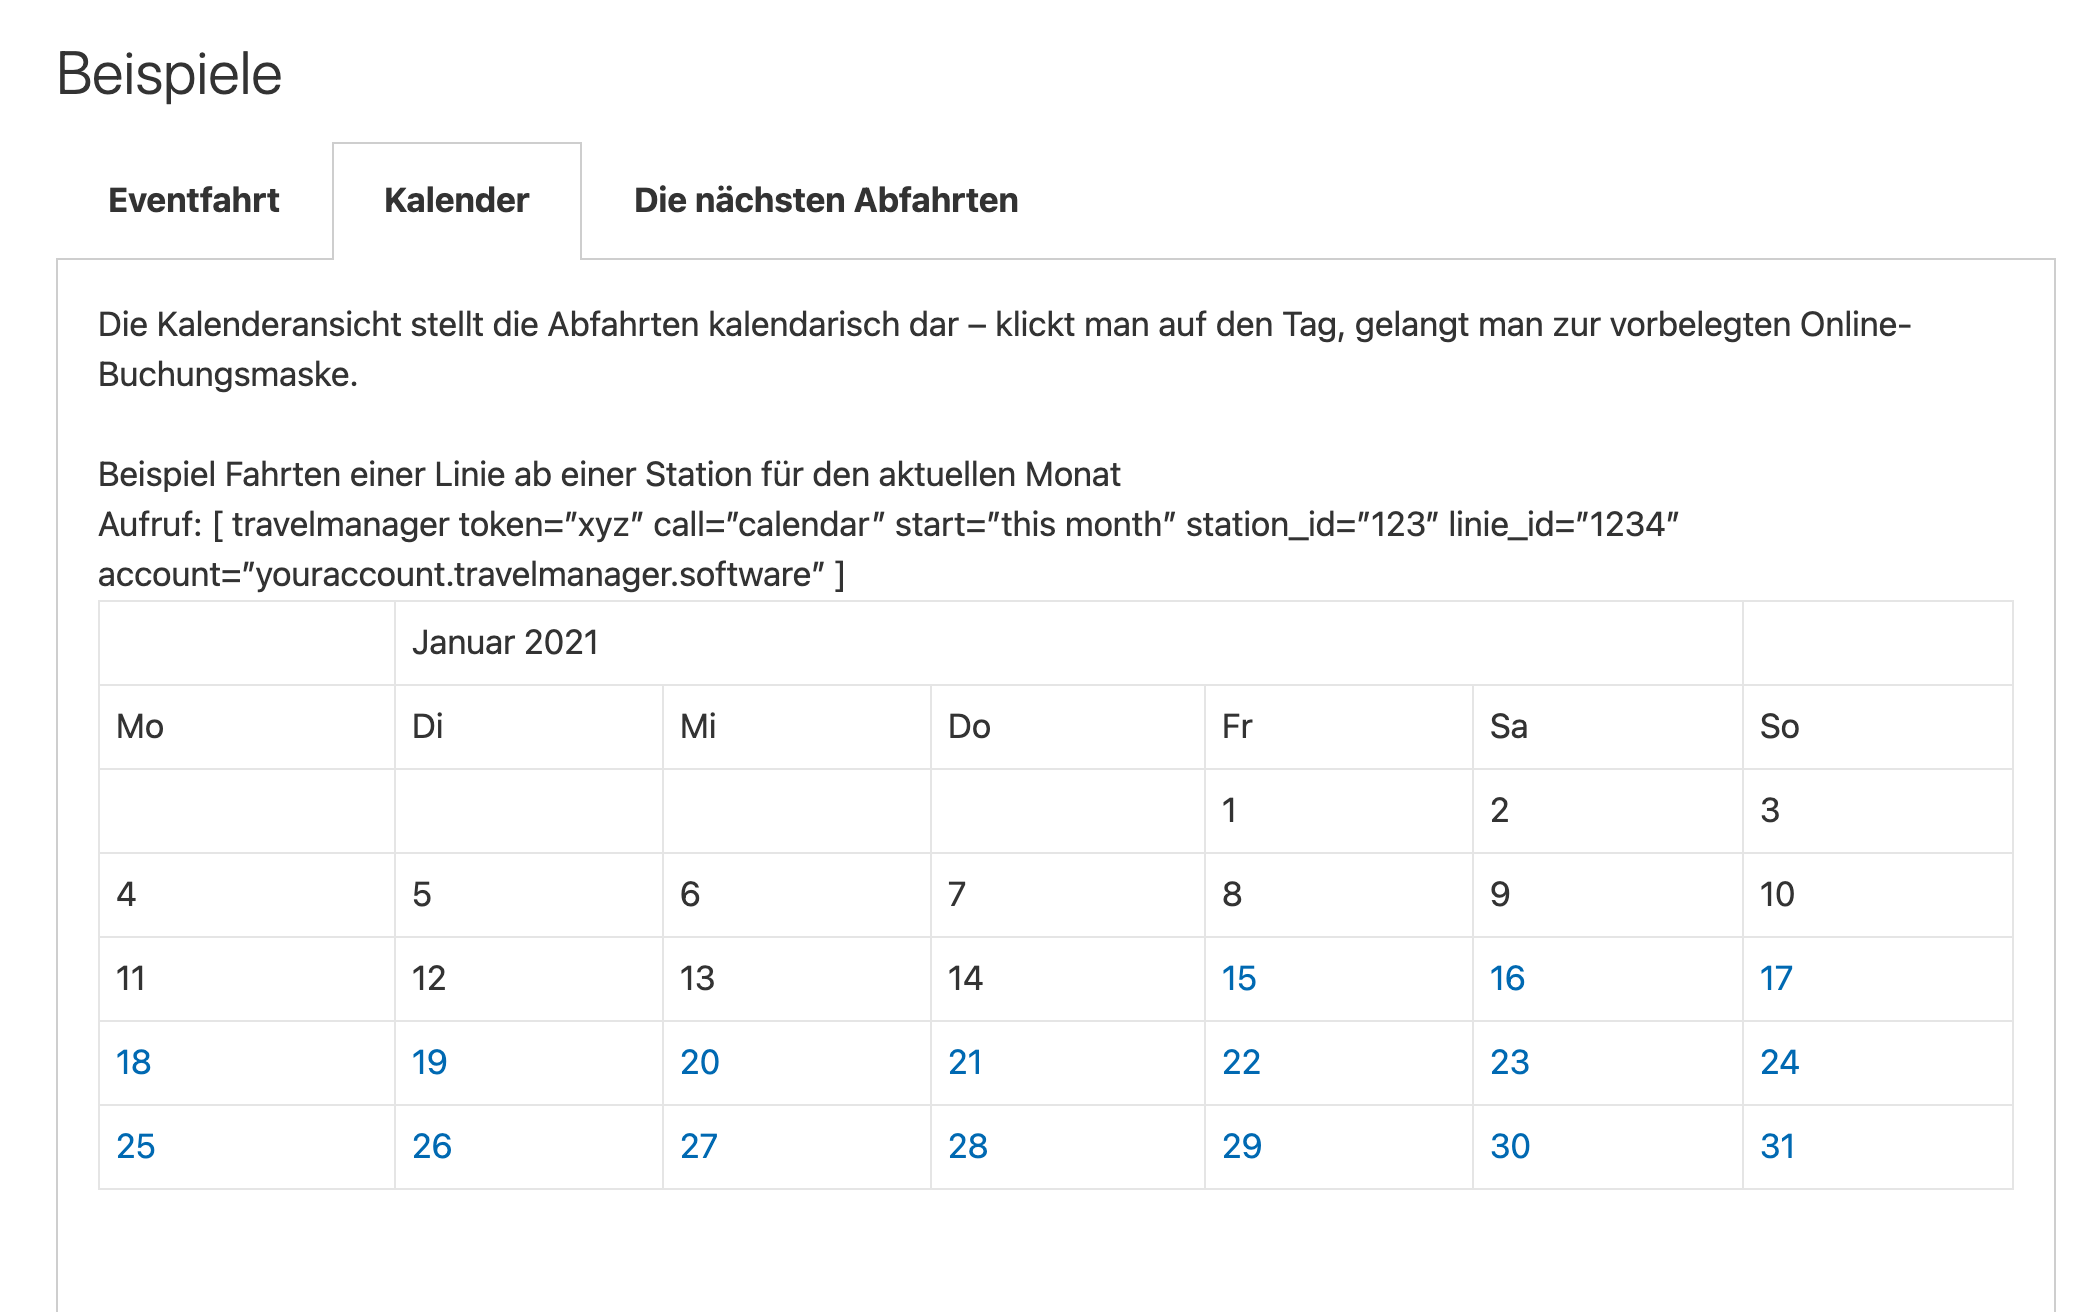 Beispiele
Eventfahrt Kalender Die nächsten Abfahrten
Die Kalenderansicht stellt die Abfahrten kalendarisch dar – klickt man auf den Tag, gelangt man zur vorbelegten Online-
Buchungsmaske.
Beispiel Fahrten einer Linie ab einer Station für den aktuellen Monat
Aufruf: [ travelmanager token=”xyz” call=”calendar” start=”this month” station_id=”123” linie_id=”1234”
account=”youraccount.travelmanager.software” ]
Januar 2021
Mo Di Mi Do Fr Sa So
1 2 3
4 5 6 7 8 9 10
11 12 13 14 15 16 17
18 19 20 21 22 23 24
25 26 27 28 29 30 31